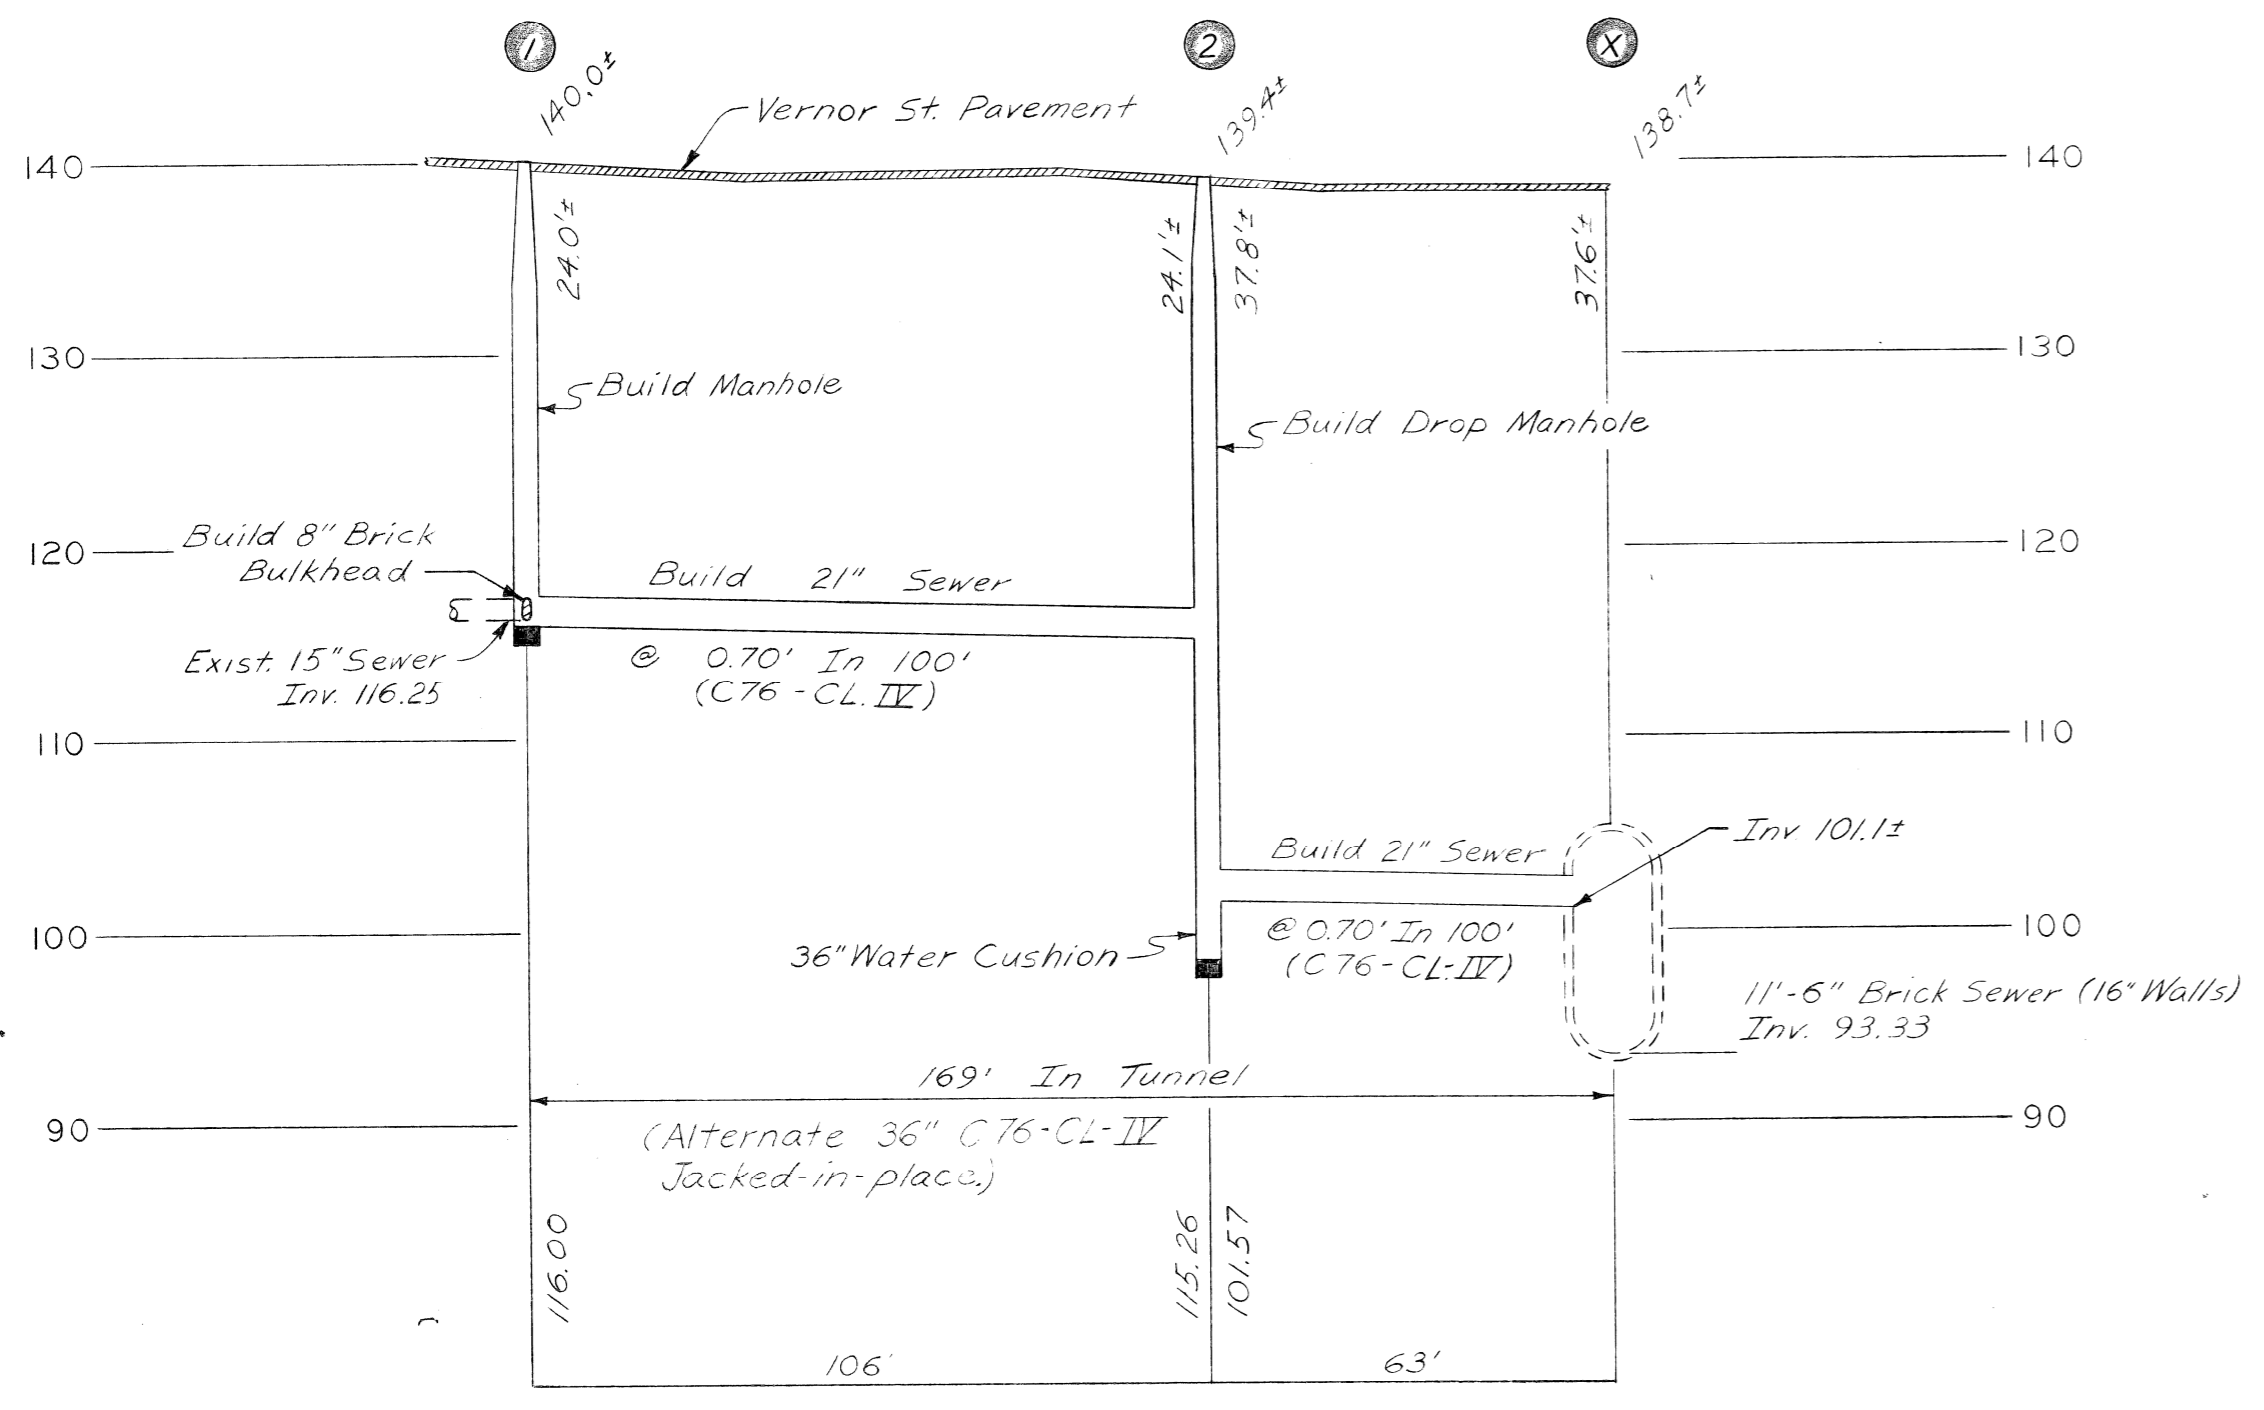 1
2
X
140.0±
139.4±
138.7±
Vernor St. Pavement
140
140
24.0'±
24.1'±
37.8'±
37.6'±
130
130
Build Manhole
Build Drop Manhole
Build 8" Brick
Bulkhead
120
120
Build 21" Sewer
Exist. 15" Sewer
Inv. 116.25
@ 0.70' In 100'
(C76 - CL. IV)
110
110
Build 21" Sewer
Inv 101.1±
100
100
36" Water Cushion
@ 0.70' In 100'
(C76-CL-IV)
11'-6" Brick Sewer (16" Walls)
Inv. 93.33
169' In Tunnel
90
90
(Alternate 36" C76-CL-IV
Jacked-in-place.)
116.00
115.26
101.57
106'
63'